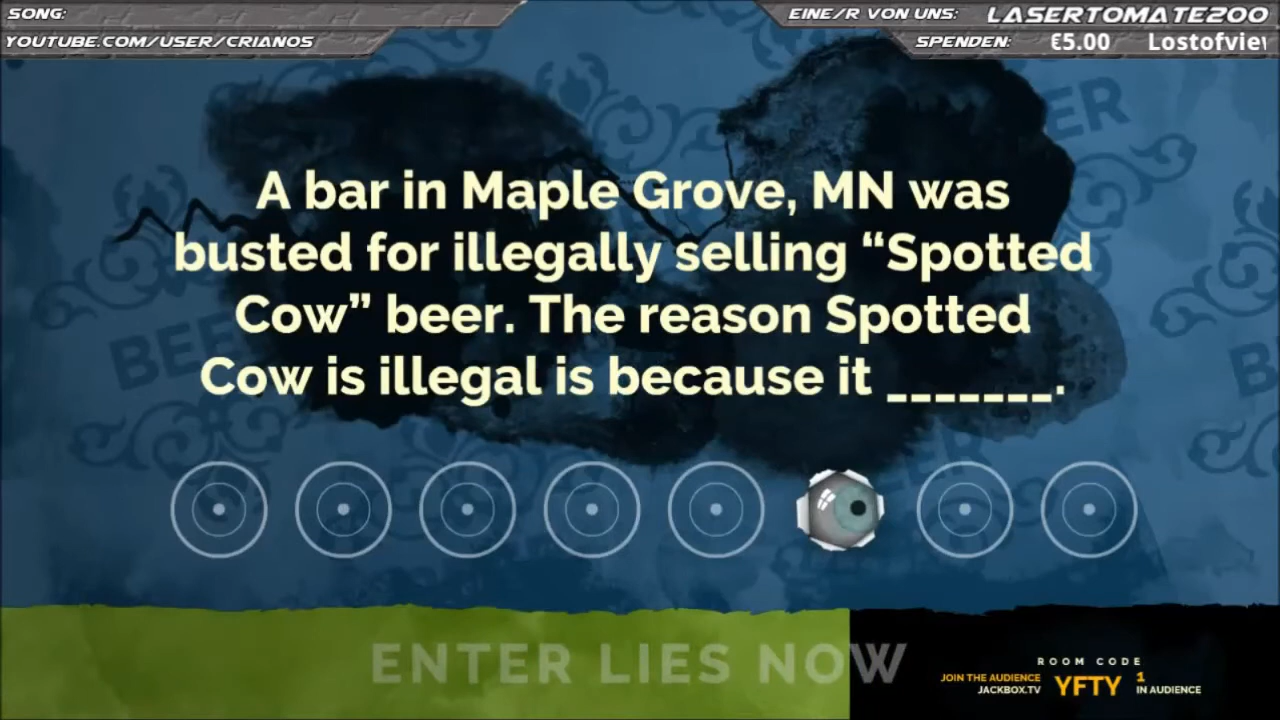 SONG:
YOUTUBE.COM/USER/CRIANOS
EINE/R VON UNS: LASERTOMATE200
SPENDEN: €5.00 Lostofview
BEER
A bar in Maple Grove, MN was
busted for illegally selling “Spotted
Cow” beer. The reason Spotted
Cow is illegal is because it _______.
ENTER LIES NOW
ROOM CODE
JOIN THE AUDIENCE
JACKBOX.TV
YFTY
1
IN AUDIENCE